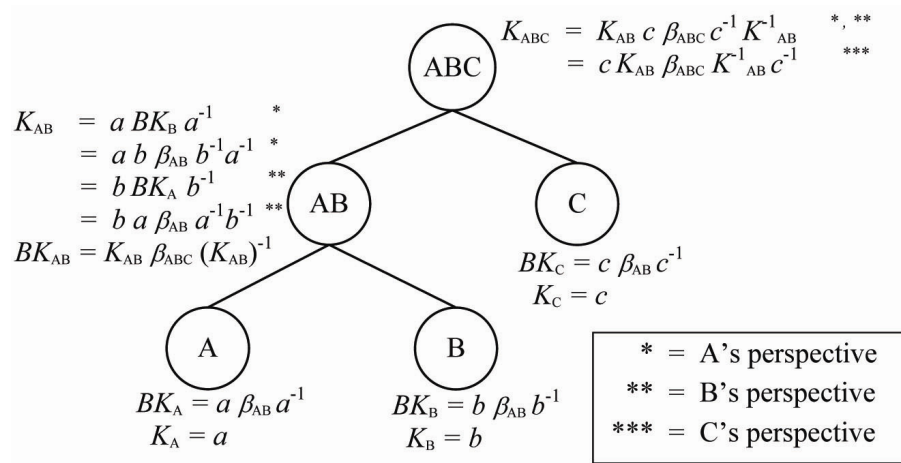 K_ABC = K_AB c β_ABC c⁻¹ K⁻¹_AB *, **
= c K_AB β_ABC K⁻¹_AB c⁻¹ ***
ABC
K_AB = a BK_B a⁻¹ *
= a b β_AB b⁻¹a⁻¹ *
= b BK_A b⁻¹ **
= b a β_AB a⁻¹b⁻¹ **
BK_AB = K_AB β_ABC (K_AB)⁻¹
AB
C
BK_C = c β_AB c⁻¹
K_C = c
A
B
BK_A = a β_AB a⁻¹
K_A = a
BK_B = b β_AB b⁻¹
K_B = b
* = A's perspective
** = B's perspective
*** = C's perspective